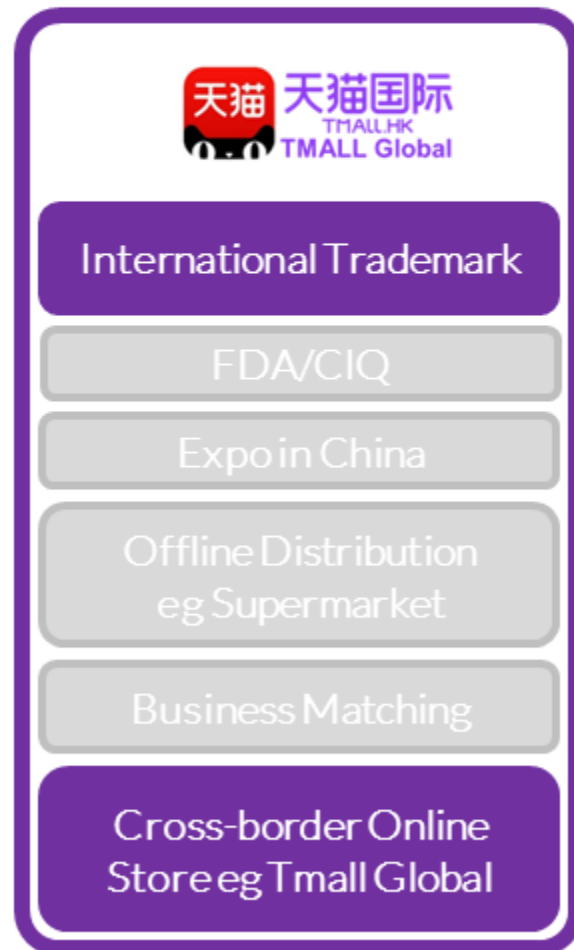 天猫
天猫国际
TMALL.HK
TMALL Global
International Trademark
FDA/CIQ
Expo in China
Offline Distribution
eg Supermarket
Business Matching
Cross-border Online
Store eg Tmall Global